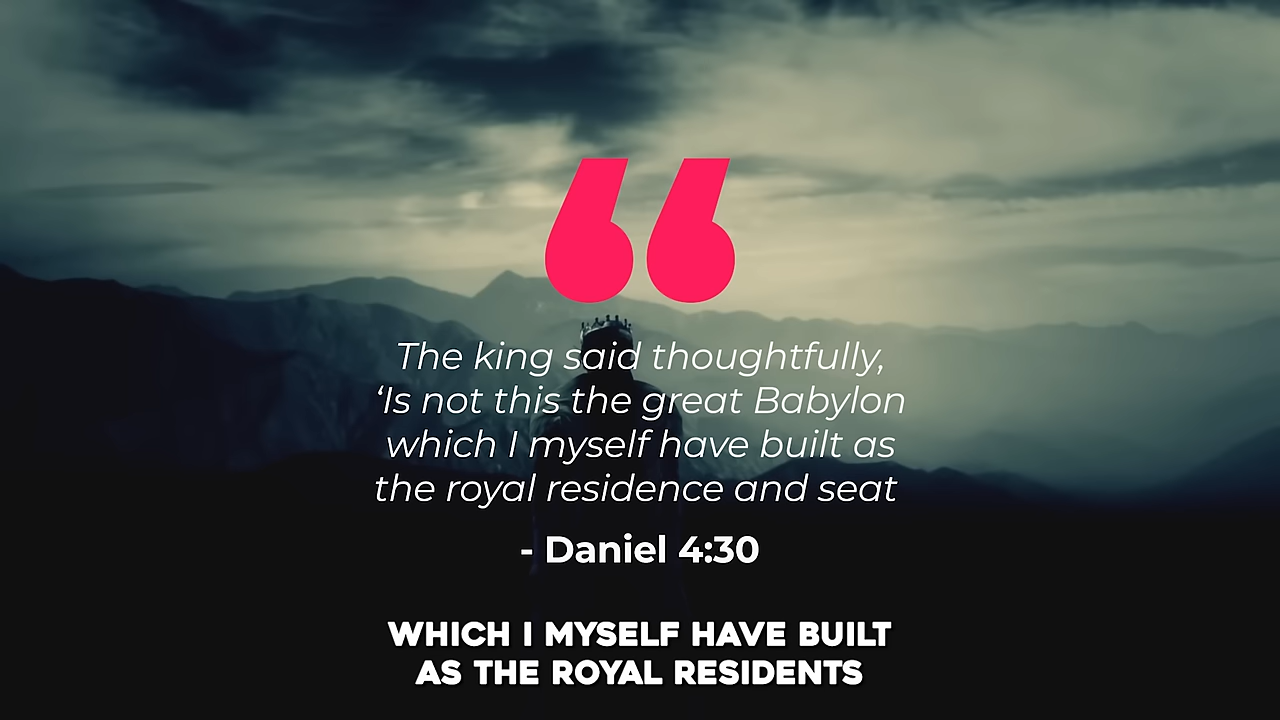 “
The king said thoughtfully,
‘Is not this the great Babylon
which I myself have built as
the royal residence and seat
- Daniel 4:30
WHICH I MYSELF HAVE BUILT
AS THE ROYAL RESIDENTS